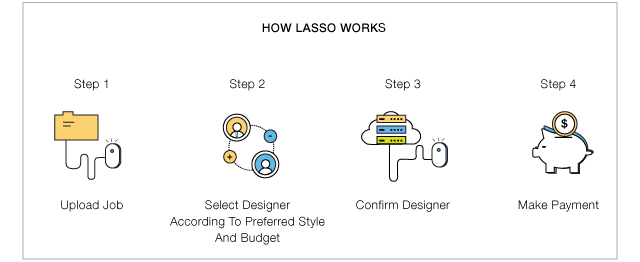 HOW LASSO WORKS
Step 1
Step 2
Step 3
Step 4
$
Upload Job
Select Designer
According To Preferred Style
And Budget
Confirm Designer
Make Payment